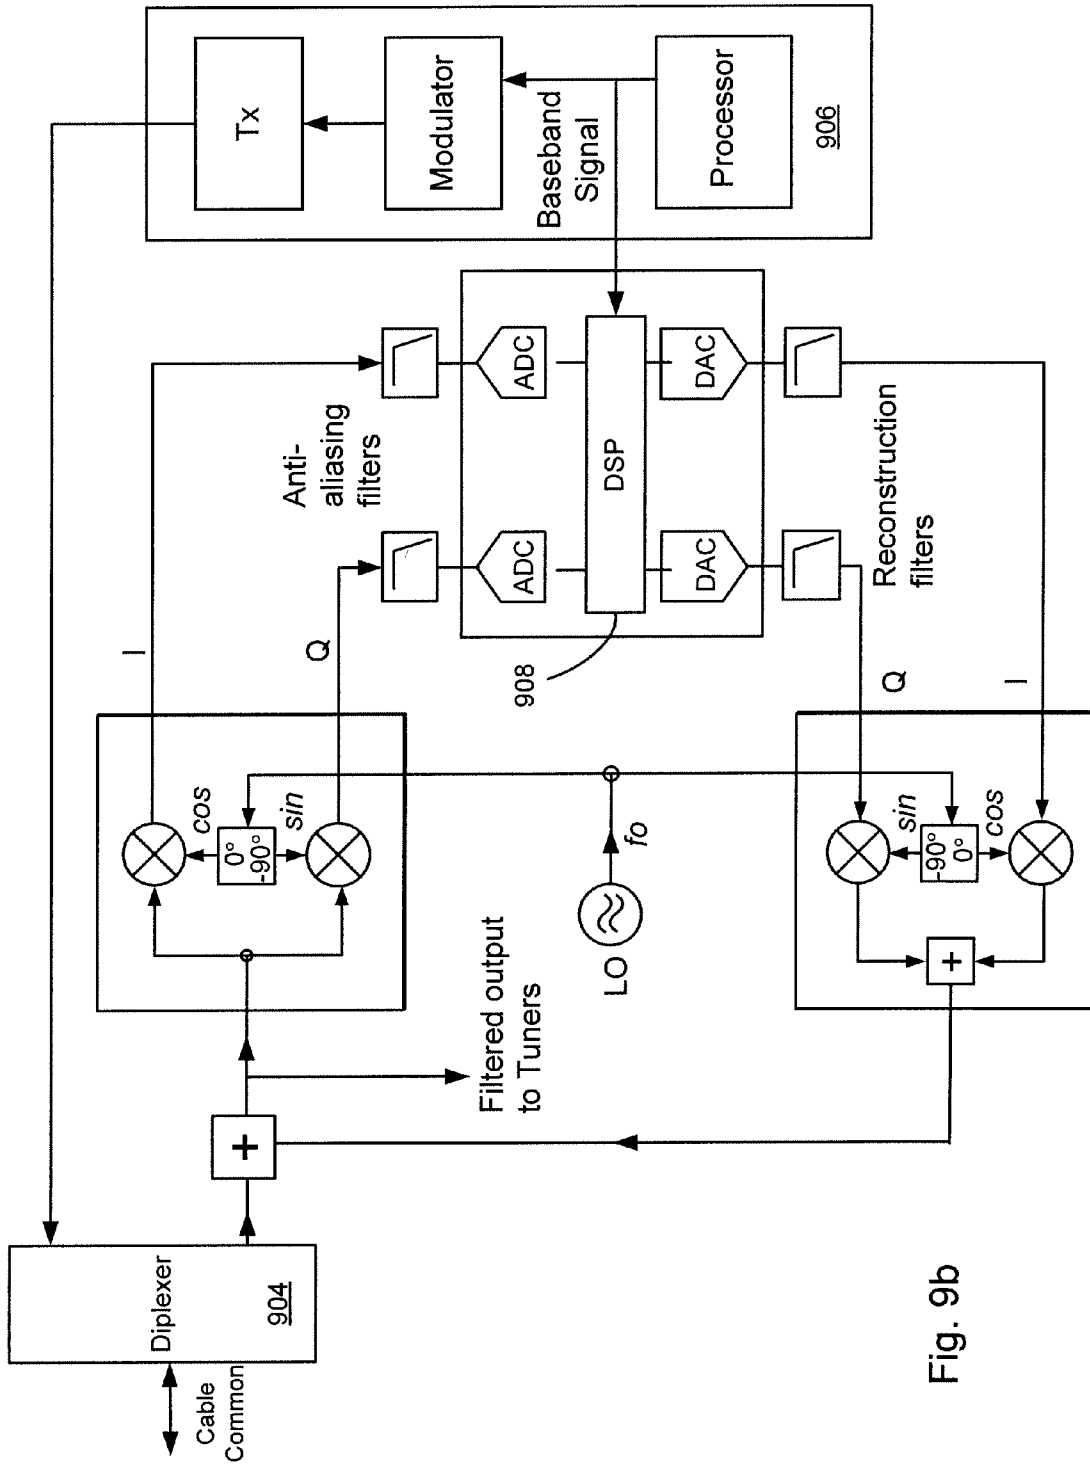 Cable
Common
Diplexer
904
+
Filtered output
to Tuners
I
cos
0°
-90°
sin
Q
LO
fo
Q
sin
-90°
0°
cos
I
+
Anti-
aliasing
filters
ADC
ADC
DSP
908
DAC
DAC
Reconstruction
filters
Tx
Modulator
Baseband
Signal
Processor
906
Fig. 9b